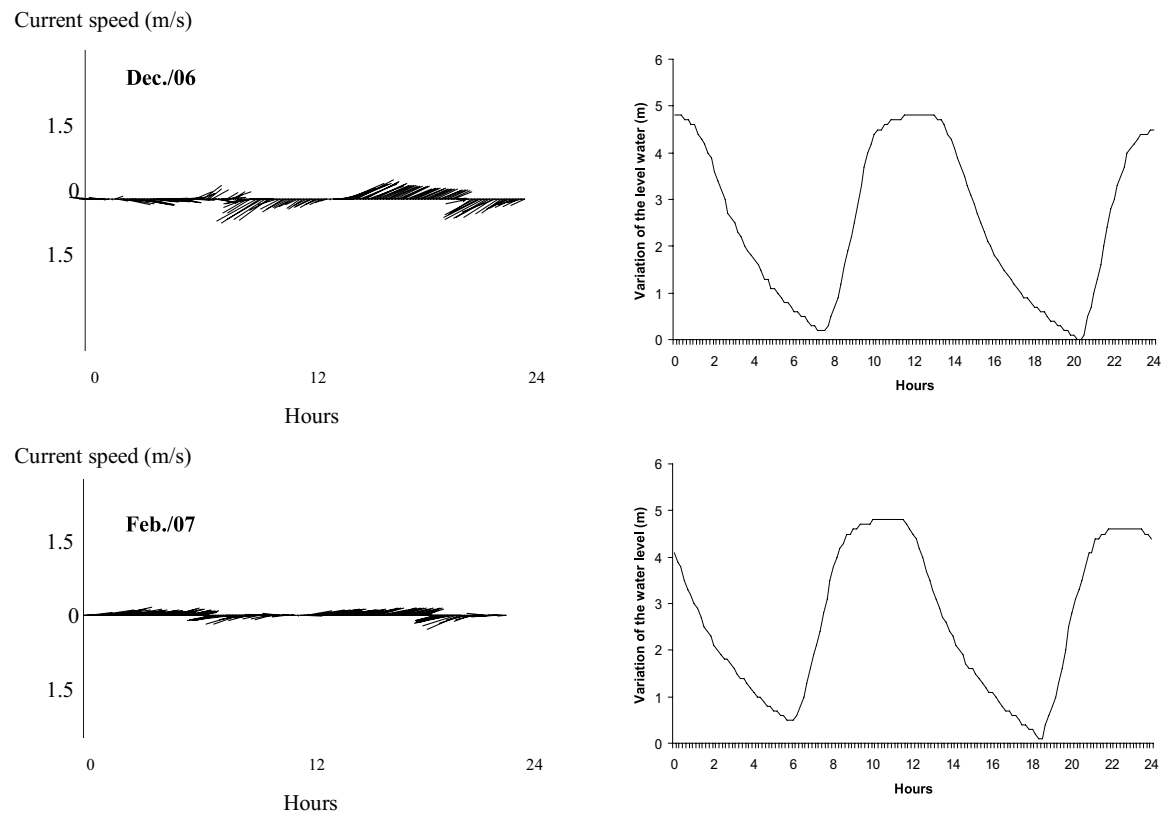 Current speed (m/s)
Dec./06
1.5
0
1.5
0 12 24
Hours
Variation of the level water (m)
6
5
4
3
2
1
0
0 2 4 6 8 10 12 14 16 18 20 22 24
Hours
Current speed (m/s)
Feb./07
1.5
0
1.5
0 12 24
Hours
Variation of the water level (m)
6
5
4
3
2
1
0
0 2 4 6 8 10 12 14 16 18 20 22 24
Hours